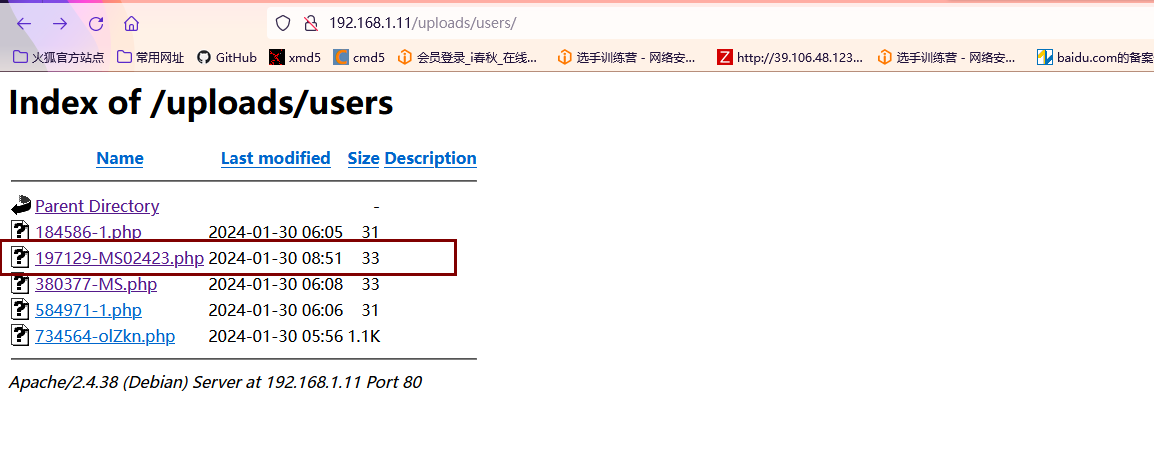 192.168.1.11/uploads/users/
火狐官方站点 常用网址 GitHub xmd5 cmd5 会员登录_i春秋_在线... 选手训练营 - 网络安... http://39.106.48.123... 选手训练营 - 网络安... baidu.com的备案
Index of /uploads/users
Name Last modified Size Description
Parent Directory -
184586-1.php 2024-01-30 06:05 31
197129-MS02423.php 2024-01-30 08:51 33
380377-MS.php 2024-01-30 06:08 33
584971-1.php 2024-01-30 06:06 31
734564-olZkn.php 2024-01-30 05:56 1.1K
Apache/2.4.38 (Debian) Server at 192.168.1.11 Port 80